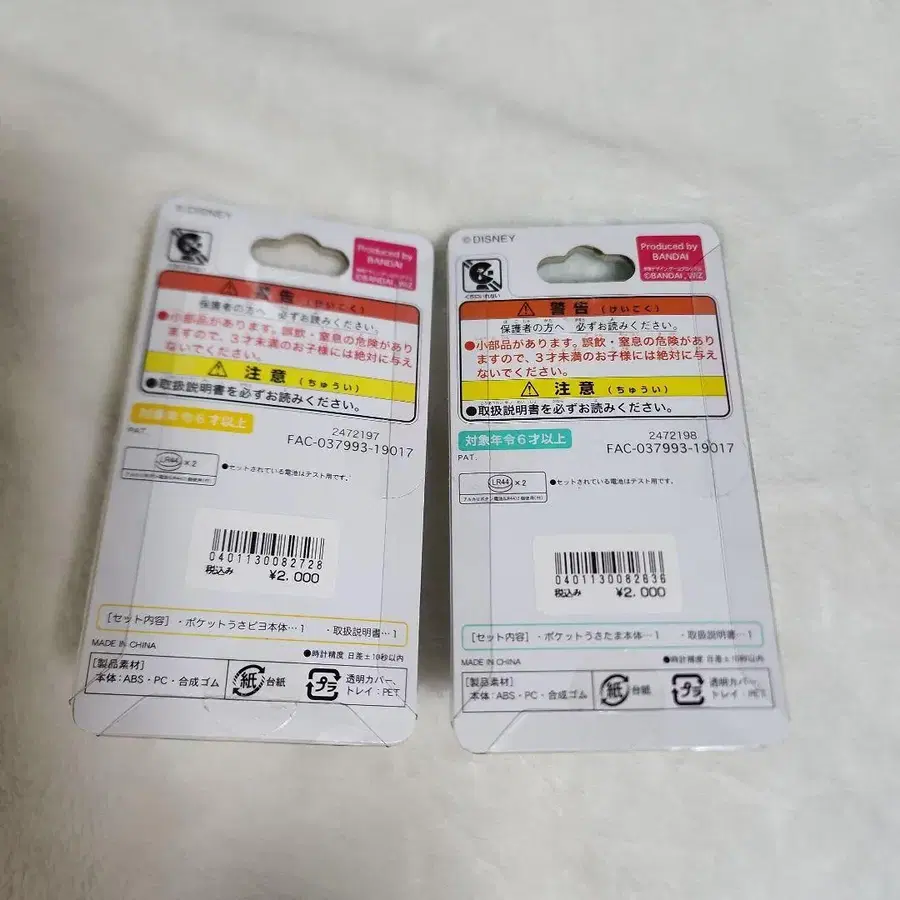 ©DISNEY
Produced by
BANDAI
©BANDAI, WIZ
警告(けいこく)
保護者の方へ 必ずお読みください。
●小部品があります。誤飲・窒息の危険があり
ますので、3才未満のお子様には絶対に与え
ないでください。
注意(ちゅうい)
●取扱説明書を必ずお読みください。
対象年令6才以上
PAT.
2472197
FAC-037993-19017
LR44×2
●セットされている電池はテスト用です。
0401130082728
税込み ¥2.000
[セット内容]・ポケットうさピヨ本体…1 ・取扱説明書…1
MADE IN CHINA
●時計精度 日差±10秒以内
[製品素材]
本体:ABS・PC・合成ゴム
紙 台紙
プラ 透明カバー、
トレイ:PET
©DISNEY
Produced by
BANDAI
©BANDAI, WIZ
警告(けいこく)
保護者の方へ 必ずお読みください。
●小部品があります。誤飲・窒息の危険があり
ますので、3才未満のお子様には絶対に与え
ないでください。
注意(ちゅうい)
●取扱説明書を必ずお読みください。
対象年令6才以上
PAT.
2472198
FAC-037993-19017
LR44×2
●セットされている電池はテスト用です。
0401130082636
税込み ¥2.000
[セット内容]・ポケットうさたま本体…1 ・取扱説明書…1
MADE IN CHINA
●時計精度 日差±10秒以内
[製品素材]
本体:ABS・PC・合成ゴム
紙 台紙
プラ 透明カバー、
トレイ:PET